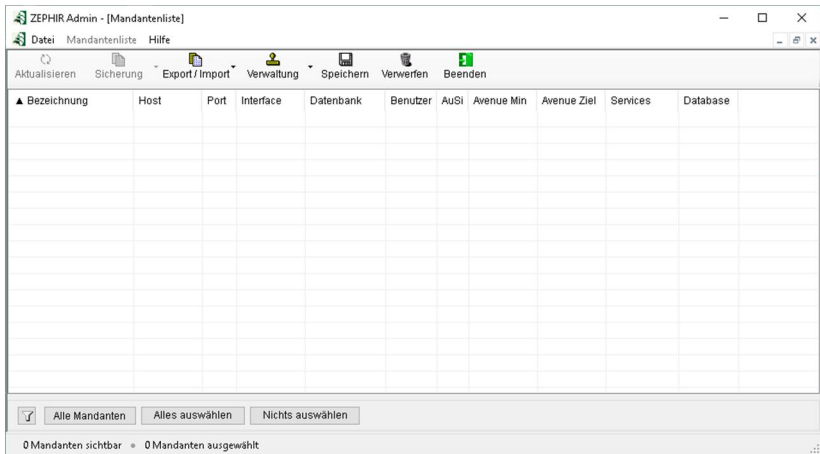 ZEPHIR Admin - [Mandantenliste]
Datei Mandantenliste Hilfe
Aktualisieren Sicherung Export / Import Verwaltung Speichern Verwerfen Beenden
▲ Bezeichnung Host Port Interface Datenbank Benutzer AuSi Avenue Min Avenue Ziel Services Database
Alle Mandanten Alles auswählen Nichts auswählen
0 Mandanten sichtbar • 0 Mandanten ausgewählt